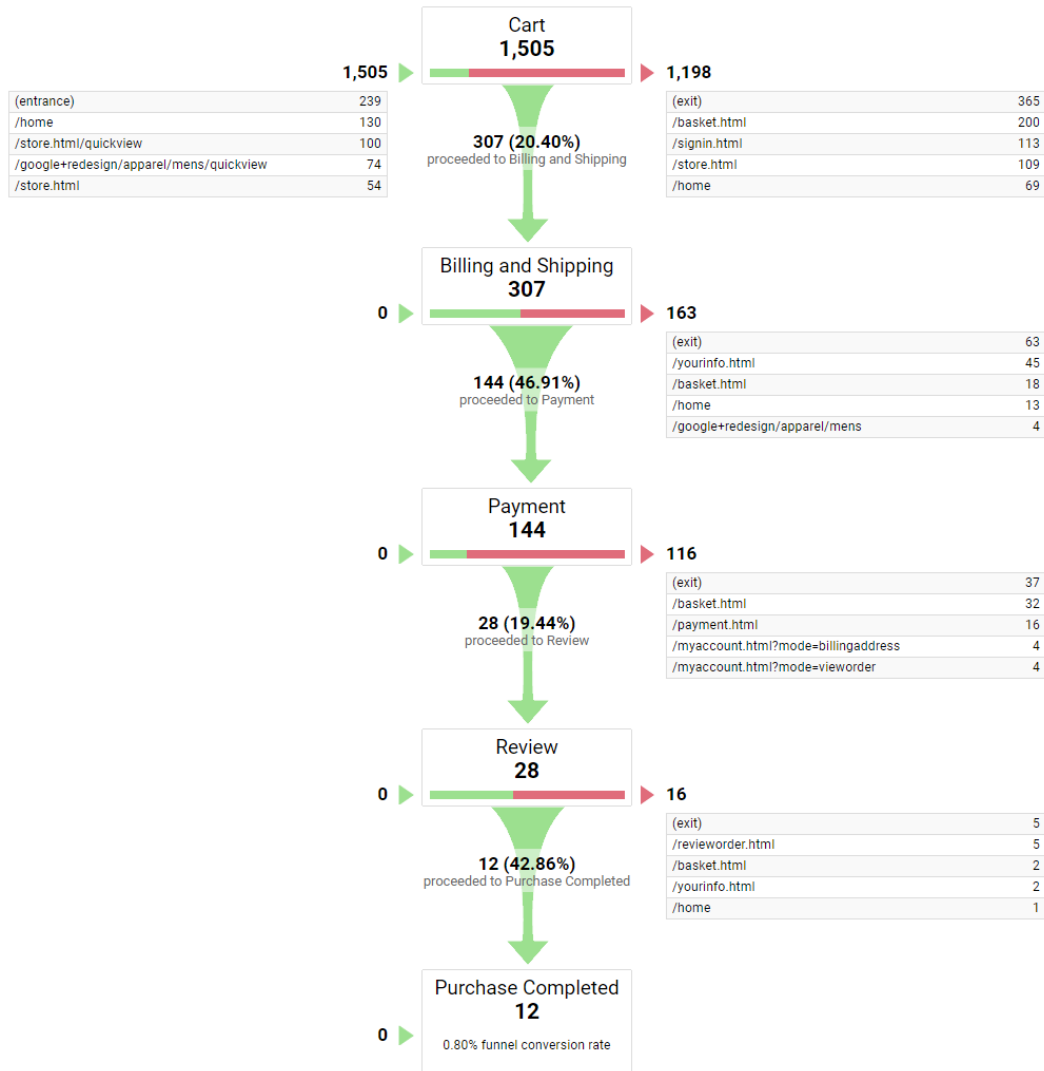 Cart
1,505
1,505
(entrance) 239
/home 130
/store.html/quickview 100
/google+redesign/apparel/mens/quickview 74
/store.html 54
1,198
(exit) 365
/basket.html 200
/signin.html 113
/store.html 109
/home 69
307 (20.40%)
proceeded to Billing and Shipping
Billing and Shipping
307
0
163
(exit) 63
/yourinfo.html 45
/basket.html 18
/home 13
/google+redesign/apparel/mens 4
144 (46.91%)
proceeded to Payment
Payment
144
0
116
(exit) 37
/basket.html 32
/payment.html 16
/myaccount.html?mode=billingaddress 4
/myaccount.html?mode=vieworder 4
28 (19.44%)
proceeded to Review
Review
28
0
16
(exit) 5
/revieworder.html 5
/basket.html 2
/yourinfo.html 2
/home 1
12 (42.86%)
proceeded to Purchase Completed
Purchase Completed
12
0
0.80% funnel conversion rate